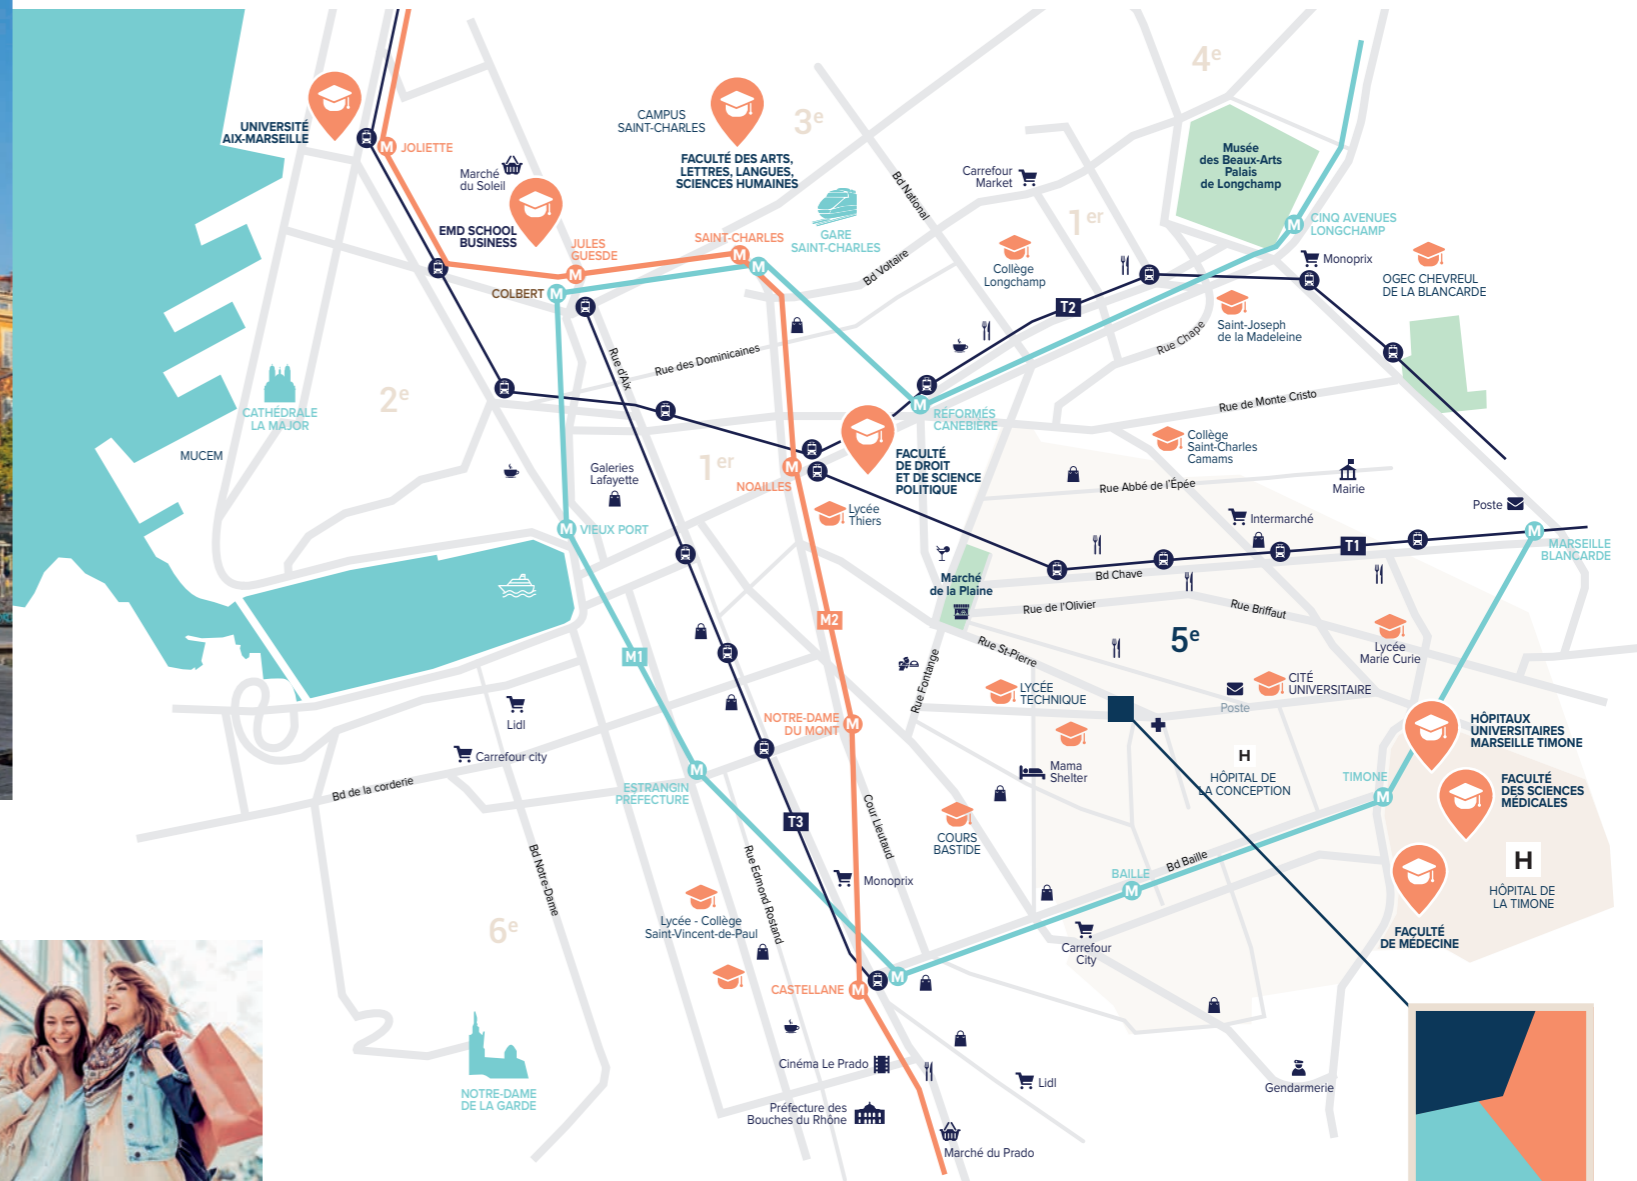 4e
UNIVERSITÉ
AIX-MARSEILLE
M JOLIETTE
CAMPUS
SAINT-CHARLES
3e
FACULTÉ DES ARTS,
LETTRES, LANGUES,
SCIENCES HUMAINES
Marché
du Soleil
EMD SCHOOL
BUSINESS
JULES
GUESDE
M
SAINT-CHARLES
M
M
GARE
SAINT-CHARLES
Bd National
Bd Voltaire
Carrefour
Market
1er
Musée
des Beaux-Arts
Palais
de Longchamp
M
CINQ AVENUES
LONGCHAMP
Collège
Longchamp
Monoprix
OGEC CHEVREUL
DE LA BLANCARDE
COLBERT M
T2
Rue Chape
Saint-Joseph
de la Madeleine
Rue d'Aix
Rue des Dominicaines
2e
CATHÉDRALE
LA MAJOR
MUCEM
M
RÉFORMÉS
CANEBIÈRE
Rue de Monte Cristo
Collège
Saint-Charles
Camams
1er
Galeries
Lafayette
M
NOAILLES
FACULTÉ
DE DROIT
ET DE SCIENCE
POLITIQUE
Rue Abbé de l'Épée
Mairie
Poste
Lycée
Thiers
Intermarché
M VIEUX PORT
T1
M
MARSEILLE
BLANCARDE
Marché
de la Plaine
Bd Chave
Rue de l'Olivier
Rue Briffaut
5e
M2
M1
Rue St-Pierre
Rue Fontange
Lycée
Marie Curie
LYCÉE
TECHNIQUE
CITÉ
UNIVERSITAIRE
Poste
Lidl
Carrefour city
NOTRE-DAME
DU MONT
M
HÔPITAUX
UNIVERSITAIRES
MARSEILLE TIMONE
Mama
Shelter
H
HÔPITAL DE
LA CONCEPTION
TIMONE
M
FACULTÉ
DES SCIENCES
MÉDICALES
Bd de la corderie
M
ESTRANGIN
PRÉFECTURE
T3
Cour Lieutaud
COURS
BASTIDE
Bd Notre-Dame
Rue Edmond Rostand
Monoprix
BAILLE
M
Bd Baille
H
HÔPITAL DE
LA TIMONE
6e
Lycée - Collège
Saint-Vincent-de-Paul
Carrefour
City
FACULTÉ
DE MÉDECINE
CASTELLANE M
M
Cinéma Le Prado
Lidl
Gendarmerie
NOTRE-DAME
DE LA GARDE
Préfecture des
Bouches du Rhône
Marché du Prado